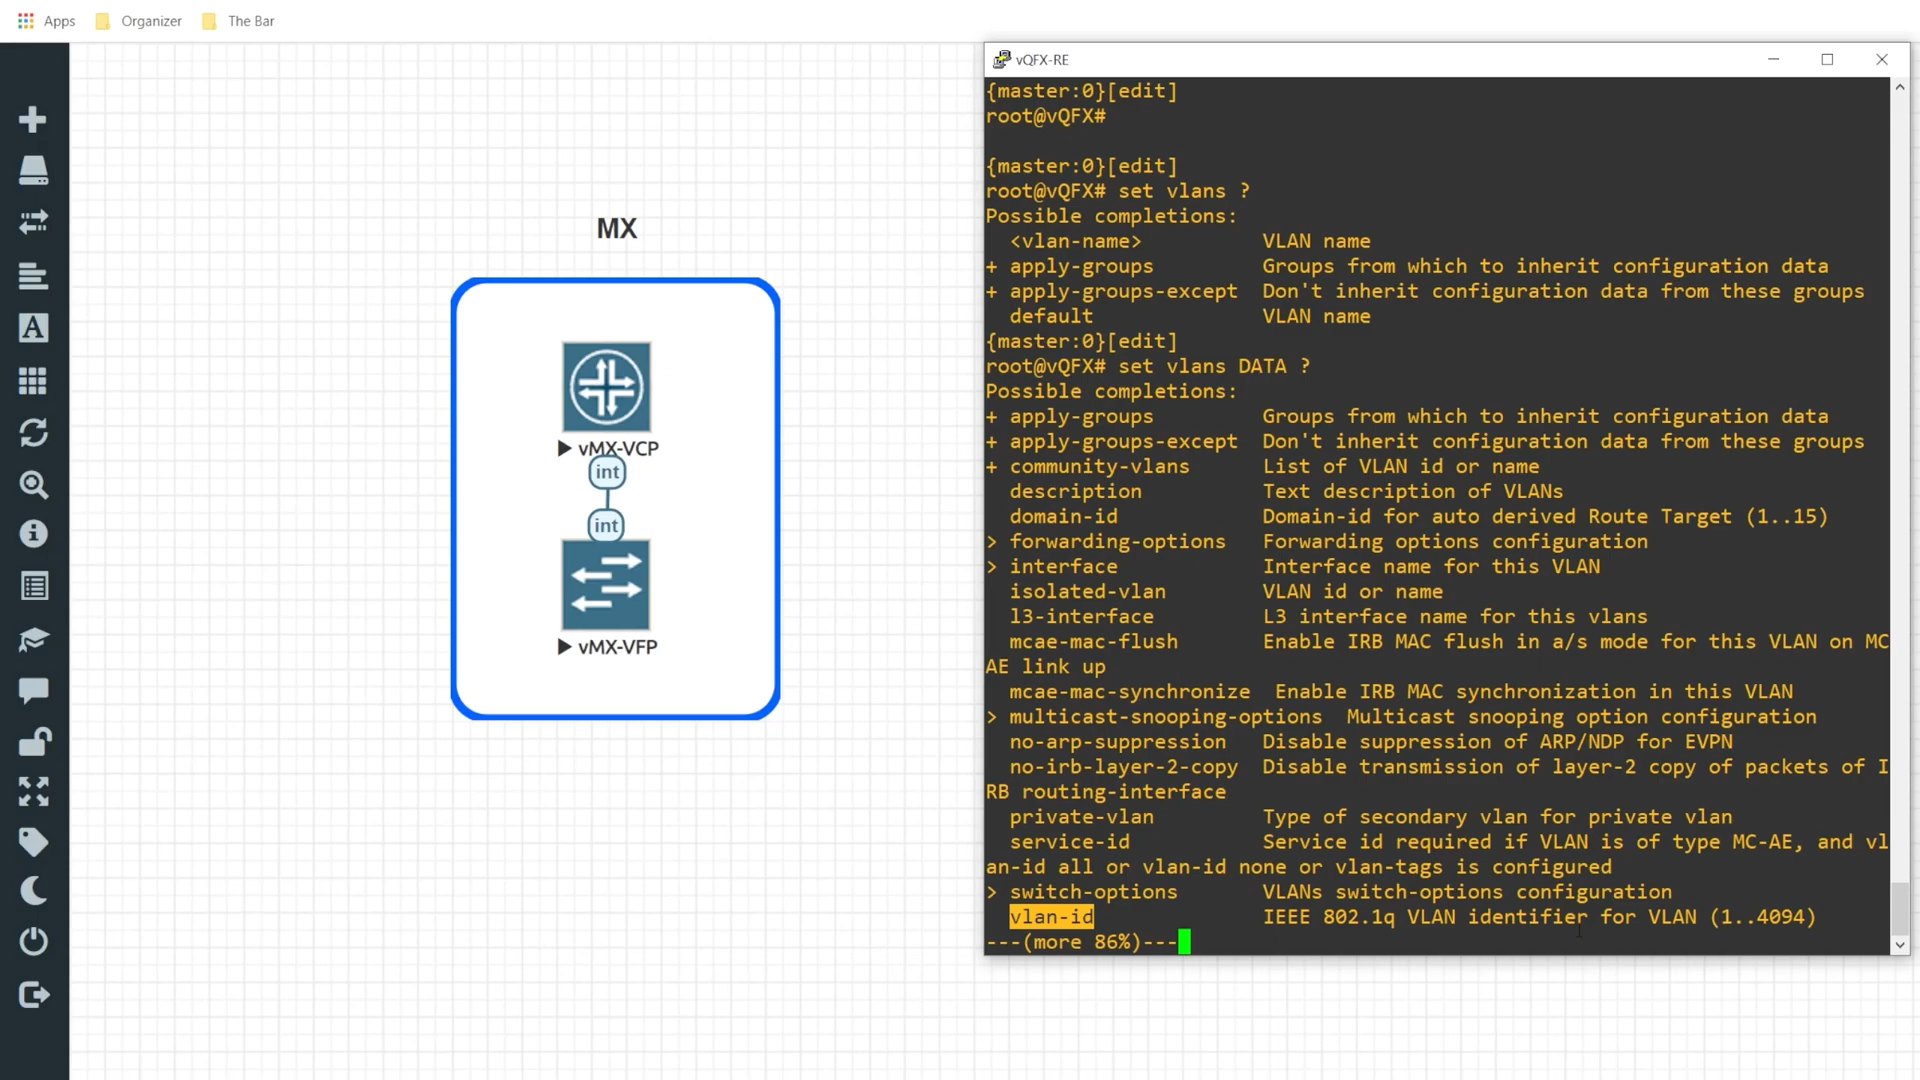 Apps
Organizer
The Bar
MX
vMX-VCP
int
int
vMX-VFP
vQFX-RE
{master:0}[edit]
root@vQFX#
{master:0}[edit]
root@vQFX# set vlans ?
Possible completions:
<vlan-name> VLAN name
+ apply-groups Groups from which to inherit configuration data
+ apply-groups-except Don't inherit configuration data from these groups
default VLAN name
{master:0}[edit]
root@vQFX# set vlans DATA ?
Possible completions:
+ apply-groups Groups from which to inherit configuration data
+ apply-groups-except Don't inherit configuration data from these groups
+ community-vlans List of VLAN id or name
description Text description of VLANs
domain-id Domain-id for auto derived Route Target (1..15)
> forwarding-options Forwarding options configuration
> interface Interface name for this VLAN
isolated-vlan VLAN id or name
l3-interface L3 interface name for this vlans
mcae-mac-flush Enable IRB MAC flush in a/s mode for this VLAN on MC
AE link up
mcae-mac-synchronize Enable IRB MAC synchronization in this VLAN
> multicast-snooping-options Multicast snooping option configuration
no-arp-suppression Disable suppression of ARP/NDP for EVPN
no-irb-layer-2-copy Disable transmission of layer-2 copy of packets of I
RB routing-interface
private-vlan Type of secondary vlan for private vlan
service-id Service id required if VLAN is of type MC-AE, and vl
an-id all or vlan-id none or vlan-tags is configured
> switch-options VLANs switch-options configuration
vlan-id IEEE 802.1q VLAN identifier for VLAN (1..4094)
---(more 86%)---